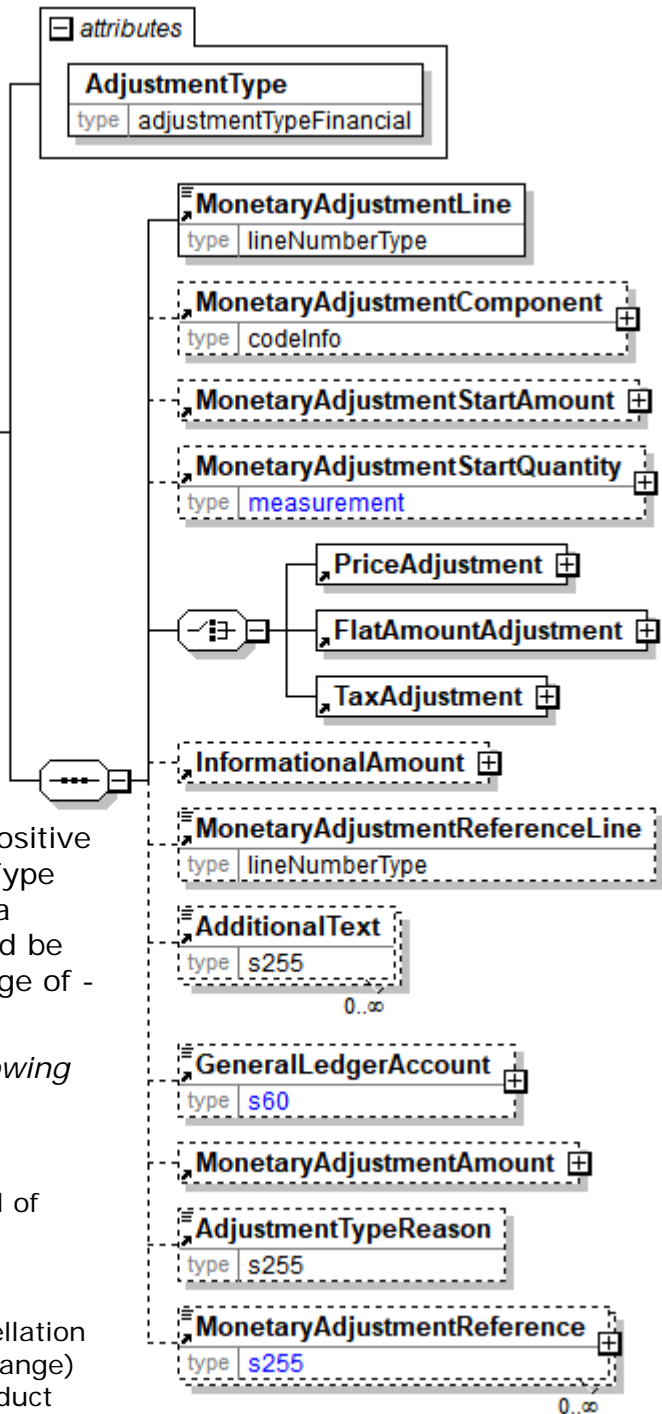 attributes
AdjustmentType
type adjustmentTypeFinancial
MonetaryAdjustmentLine
type lineNumberType
MonetaryAdjustmentComponent
type codeInfo
MonetaryAdjustmentStartAmount
MonetaryAdjustmentStartQuantity
type measurement
PriceAdjustment
FlatAmountAdjustment
TaxAdjustment
InformationalAmount
MonetaryAdjustmentReferenceLine
type lineNumberType
AdditionalText
type s255
0..∞
GeneralLedgerAccount
type s60
MonetaryAdjustmentAmount
AdjustmentTypeReason
type s255
MonetaryAdjustmentReference
type s255
0..∞
ositive
ype
a
d be
ge of -
owing
l of
ellation
ange)
duct